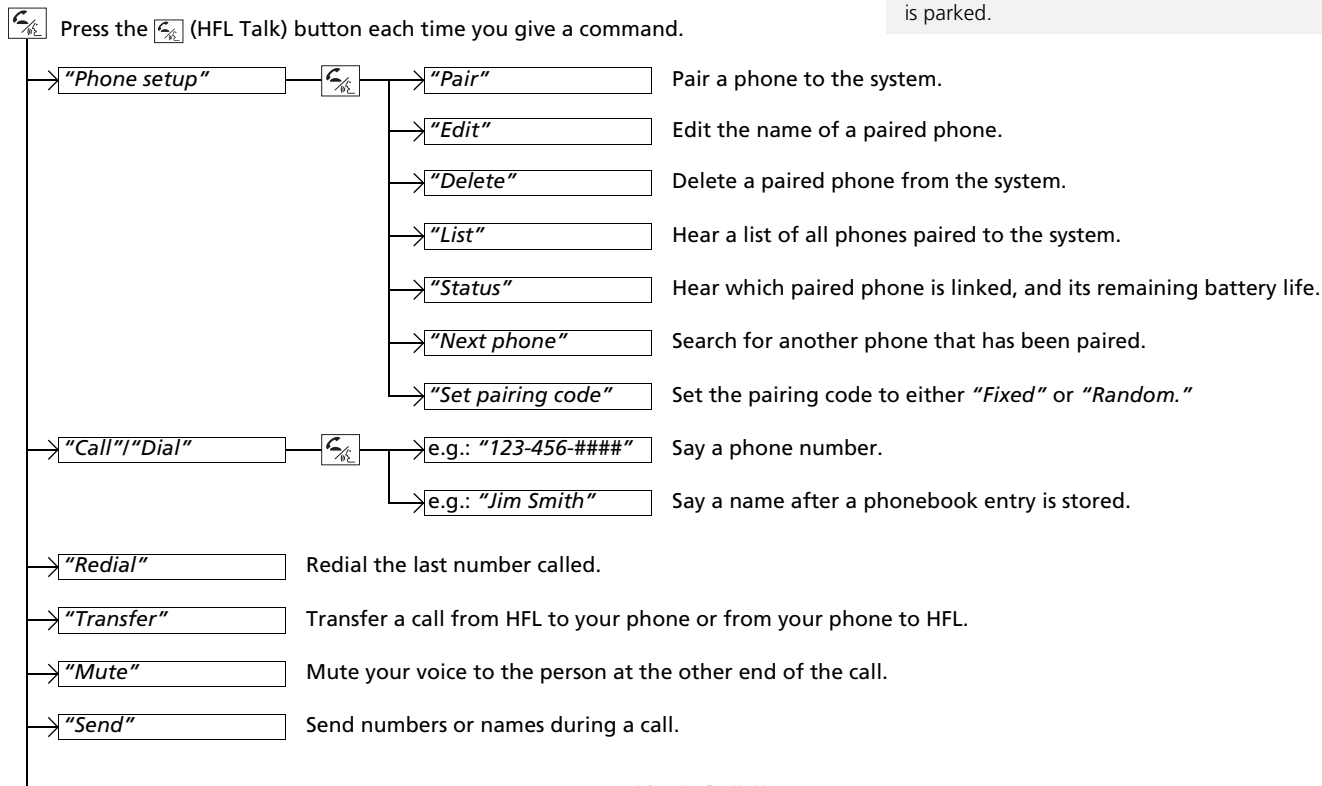 is parked.
Press the (HFL Talk) button each time you give a command.
"Phone setup"
"Pair" Pair a phone to the system.
"Edit" Edit the name of a paired phone.
"Delete" Delete a paired phone from the system.
"List" Hear a list of all phones paired to the system.
"Status" Hear which paired phone is linked, and its remaining battery life.
"Next phone" Search for another phone that has been paired.
"Set pairing code" Set the pairing code to either "Fixed" or "Random."
"Call"/"Dial"
e.g.: "123-456-####" Say a phone number.
e.g.: "Jim Smith" Say a name after a phonebook entry is stored.
"Redial" Redial the last number called.
"Transfer" Transfer a call from HFL to your phone or from your phone to HFL.
"Mute" Mute your voice to the person at the other end of the call.
"Send" Send numbers or names during a call.